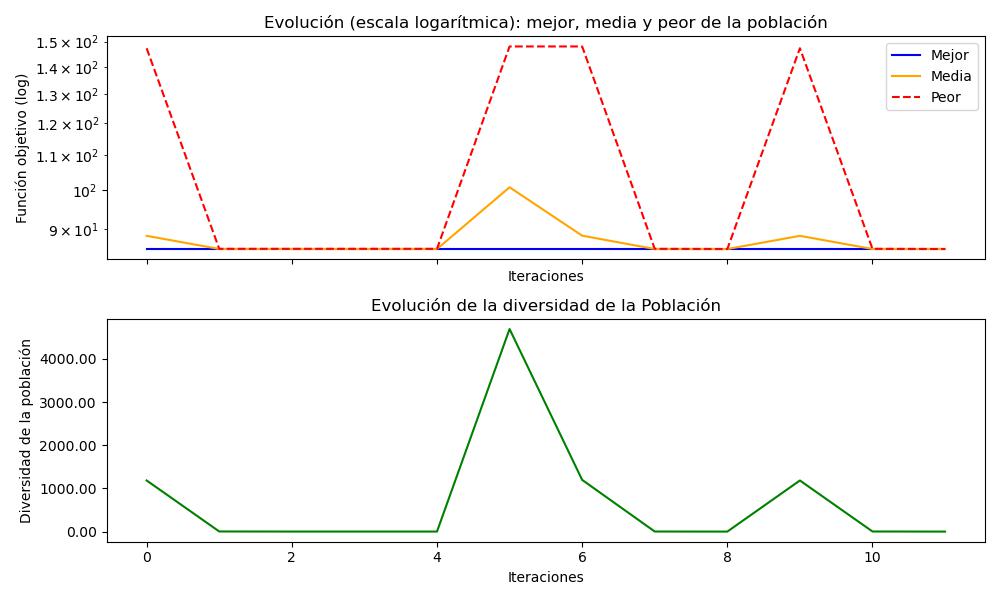 Evolución (escala logarítmica): mejor, media y peor de la población
Función objetivo (log)
1.5 × 10²
1.4 × 10²
1.3 × 10²
1.2 × 10²
1.1 × 10²
10²
9 × 10¹
Mejor
Media
Peor
Iteraciones
Evolución de la diversidad de la Población
Diversidad de la población
4000.00
3000.00
2000.00
1000.00
0.00
0 2 4 6 8 10
Iteraciones